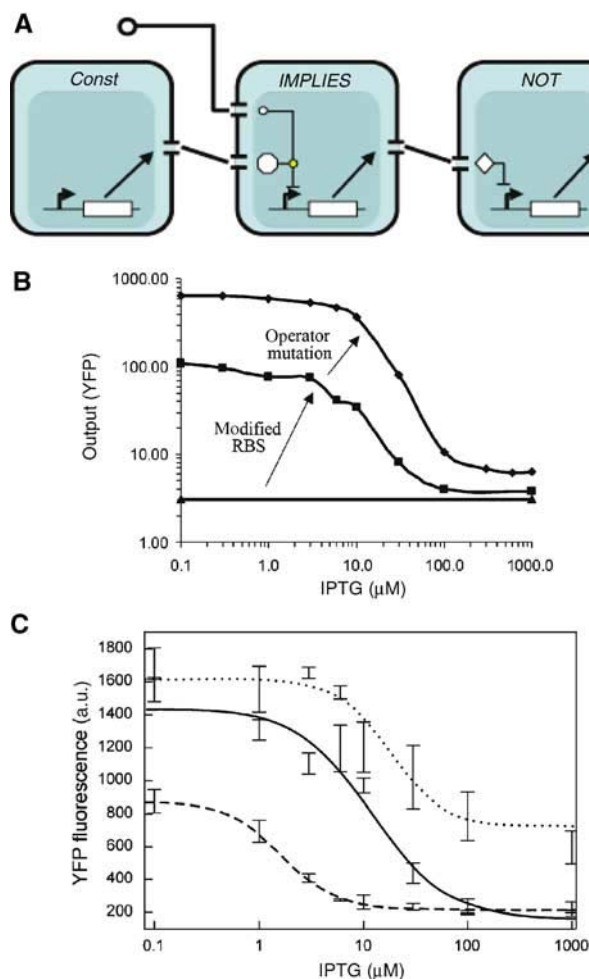 A
Const
IMPLIES
NOT
B
1000.00
100.00
10.00
1.00
Output (YFP)
Operator
mutation
Modified
RBS
0.1
1.0
10.0
100.0
1000.0
IPTG (μM)
C
1800
1600
1400
1200
1000
800
600
400
200
YFP fluorescence (a.u.)
0.1
1
10
100
1000
IPTG (μM)